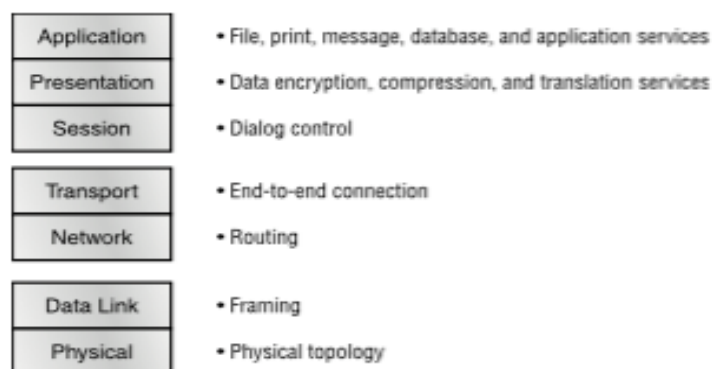 Application • File, print, message, database, and application services
Presentation • Data encryption, compression, and translation services
Session • Dialog control
Transport • End-to-end connection
Network • Routing
Data Link • Framing
Physical • Physical topology